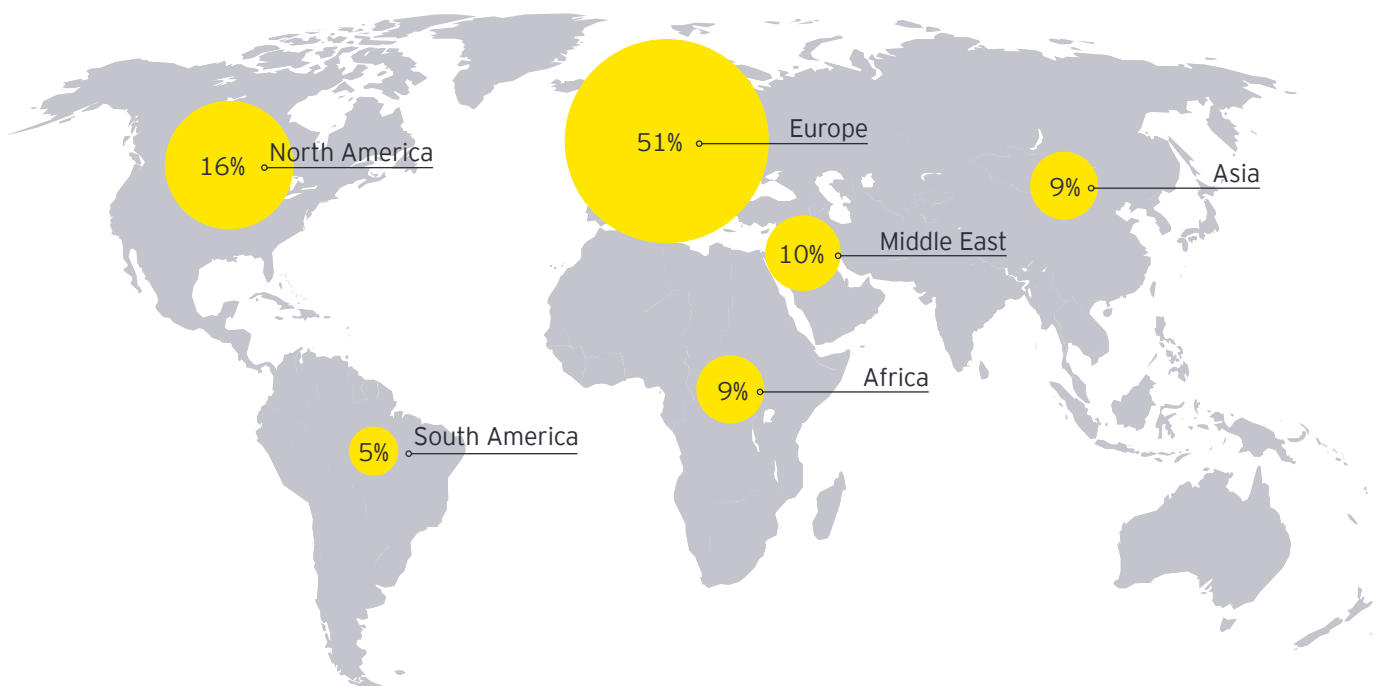 51%
Europe
16%
North America
9%
Asia
10%
Middle East
9%
Africa
5%
South America